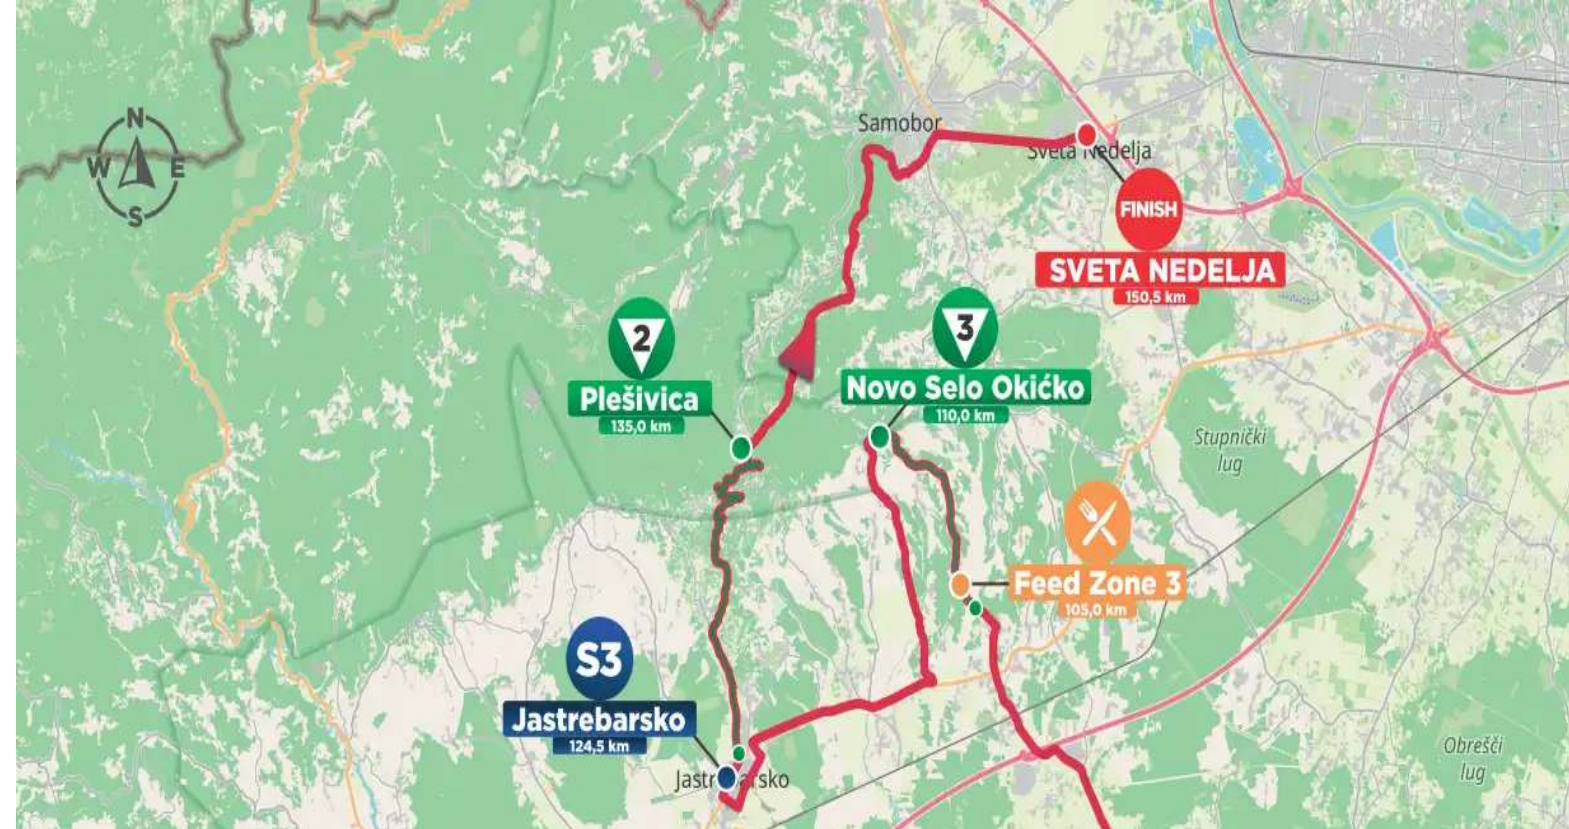 N
W
E
S
Samobor
Sveta Nedelja
FINISH
SVETA NEDELJA
150,5 km
2
Plešivica
135,0 km
3
Novo Selo Okićko
110,0 km
Stupnički
lug
Feed Zone 3
105,0 km
S3
Jastrebarsko
124,5 km
Jastrebarsko
Obrešči
lug